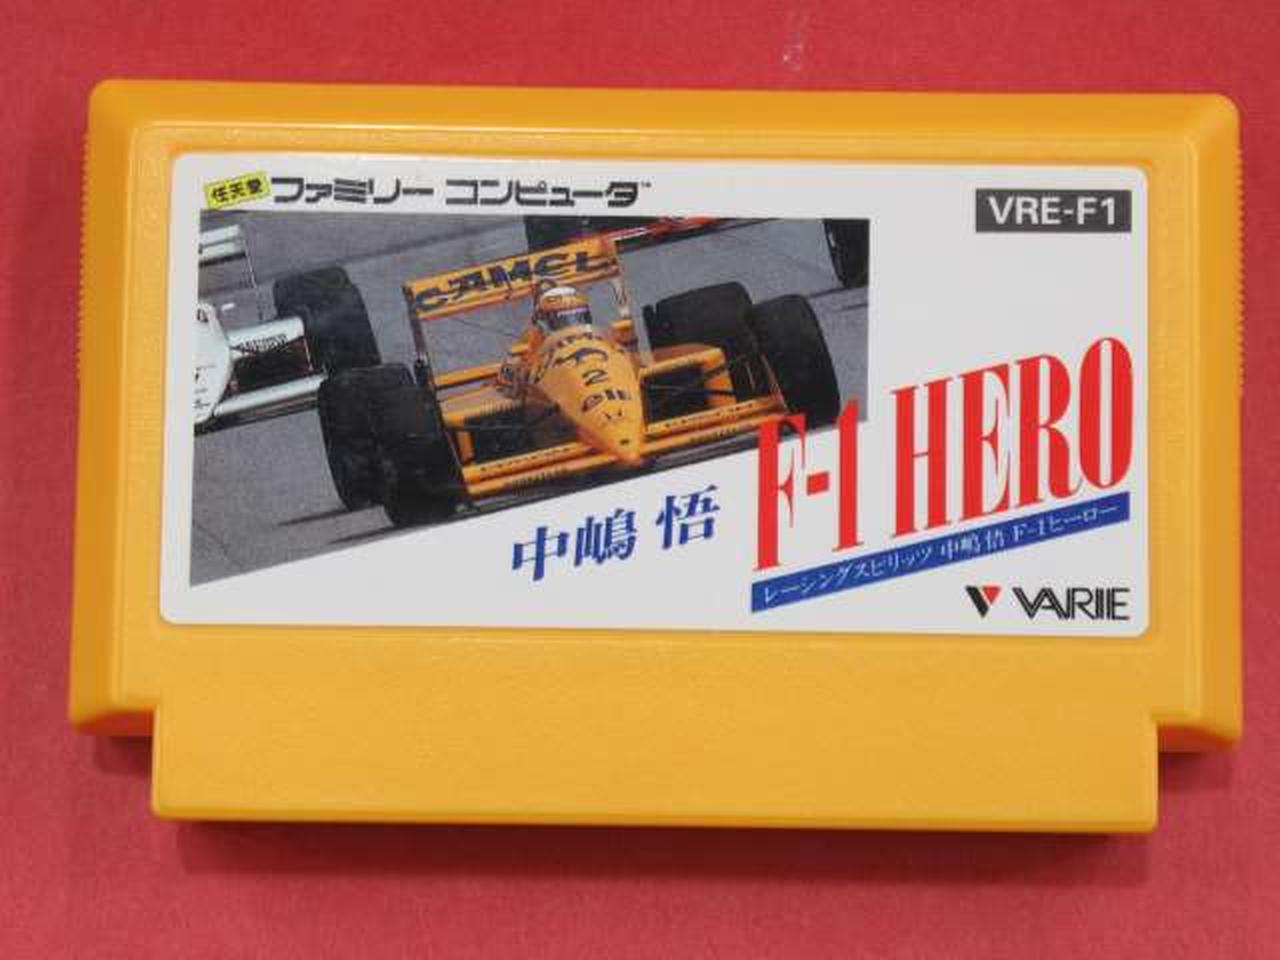 任天堂 ファミリー コンピュータ™
VRE-F1
CAMEL
中嶋 悟
F-1 HERO
レーシングスピリッツ 中嶋悟 F-1ヒーロー
VARIE